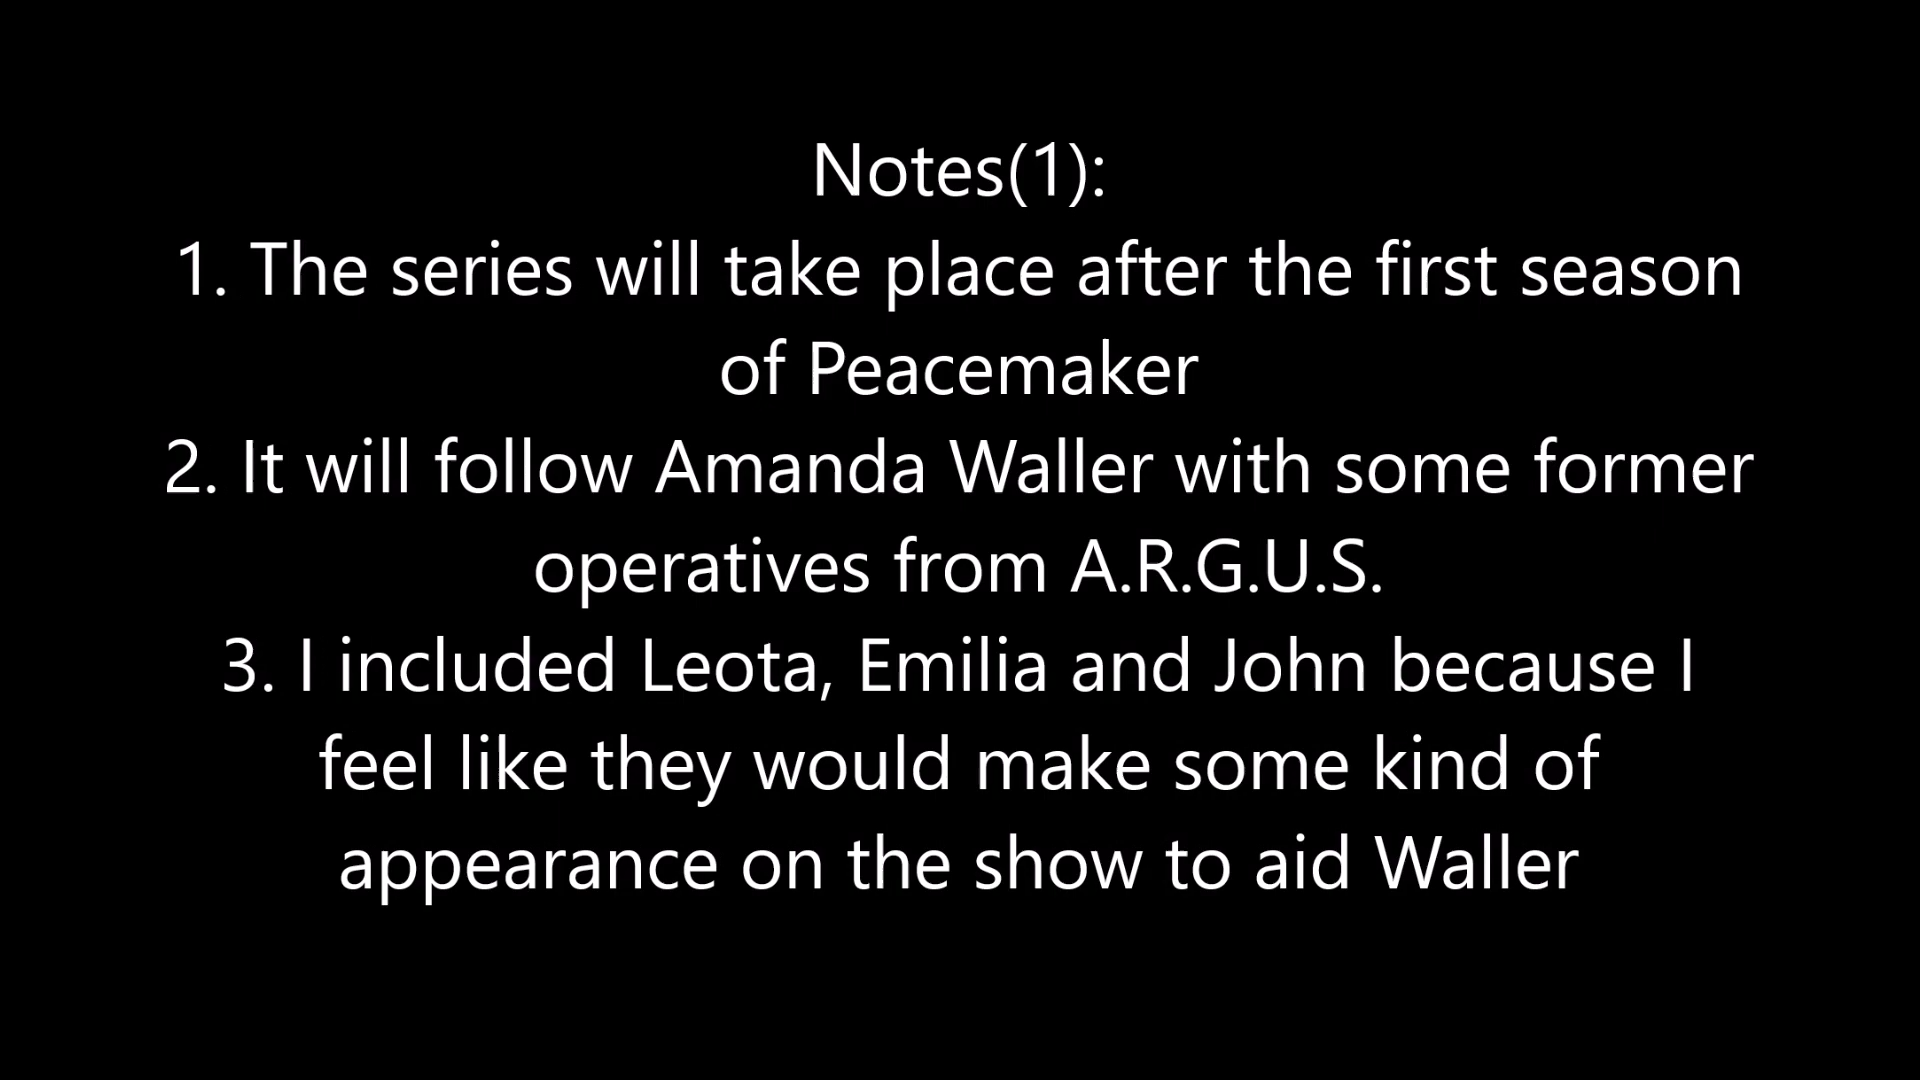 Notes(1):
1. The series will take place after the first season
of Peacemaker
2. It will follow Amanda Waller with some former
operatives from A.R.G.U.S.
3. I included Leota, Emilia and John because I
feel like they would make some kind of
appearance on the show to aid Waller